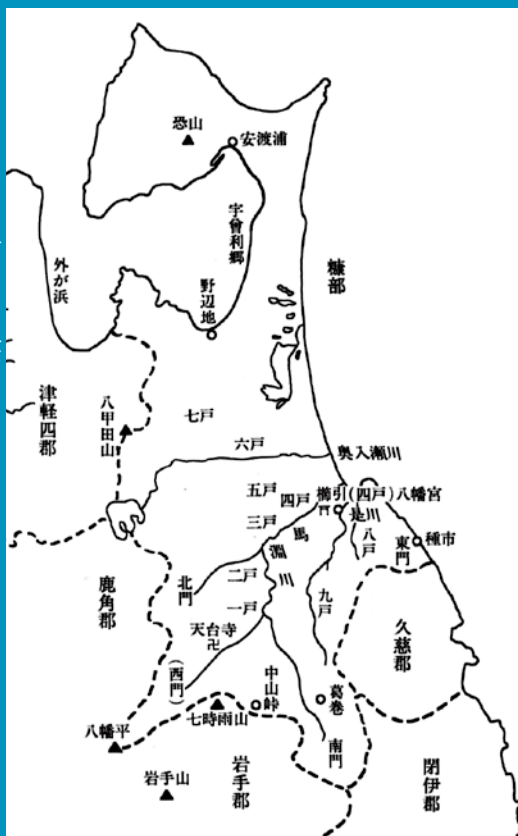 恐山
安渡浦
宇曾利郷
外が浜
野辺地
糠部
津軽四郡
八甲田山
七戸
六戸
奥入瀬川
五戸
四戸
櫛引(四戸)八幡宮
三戸
馬淵川
是川
八戸
東門
種市
北門
二戸
九戸
鹿角郡
一戸
天台寺
卍
久慈郡
(西門)
中山峠
葛巻
七時雨山
八幡平
南門
岩手山
岩手郡
閉伊郡